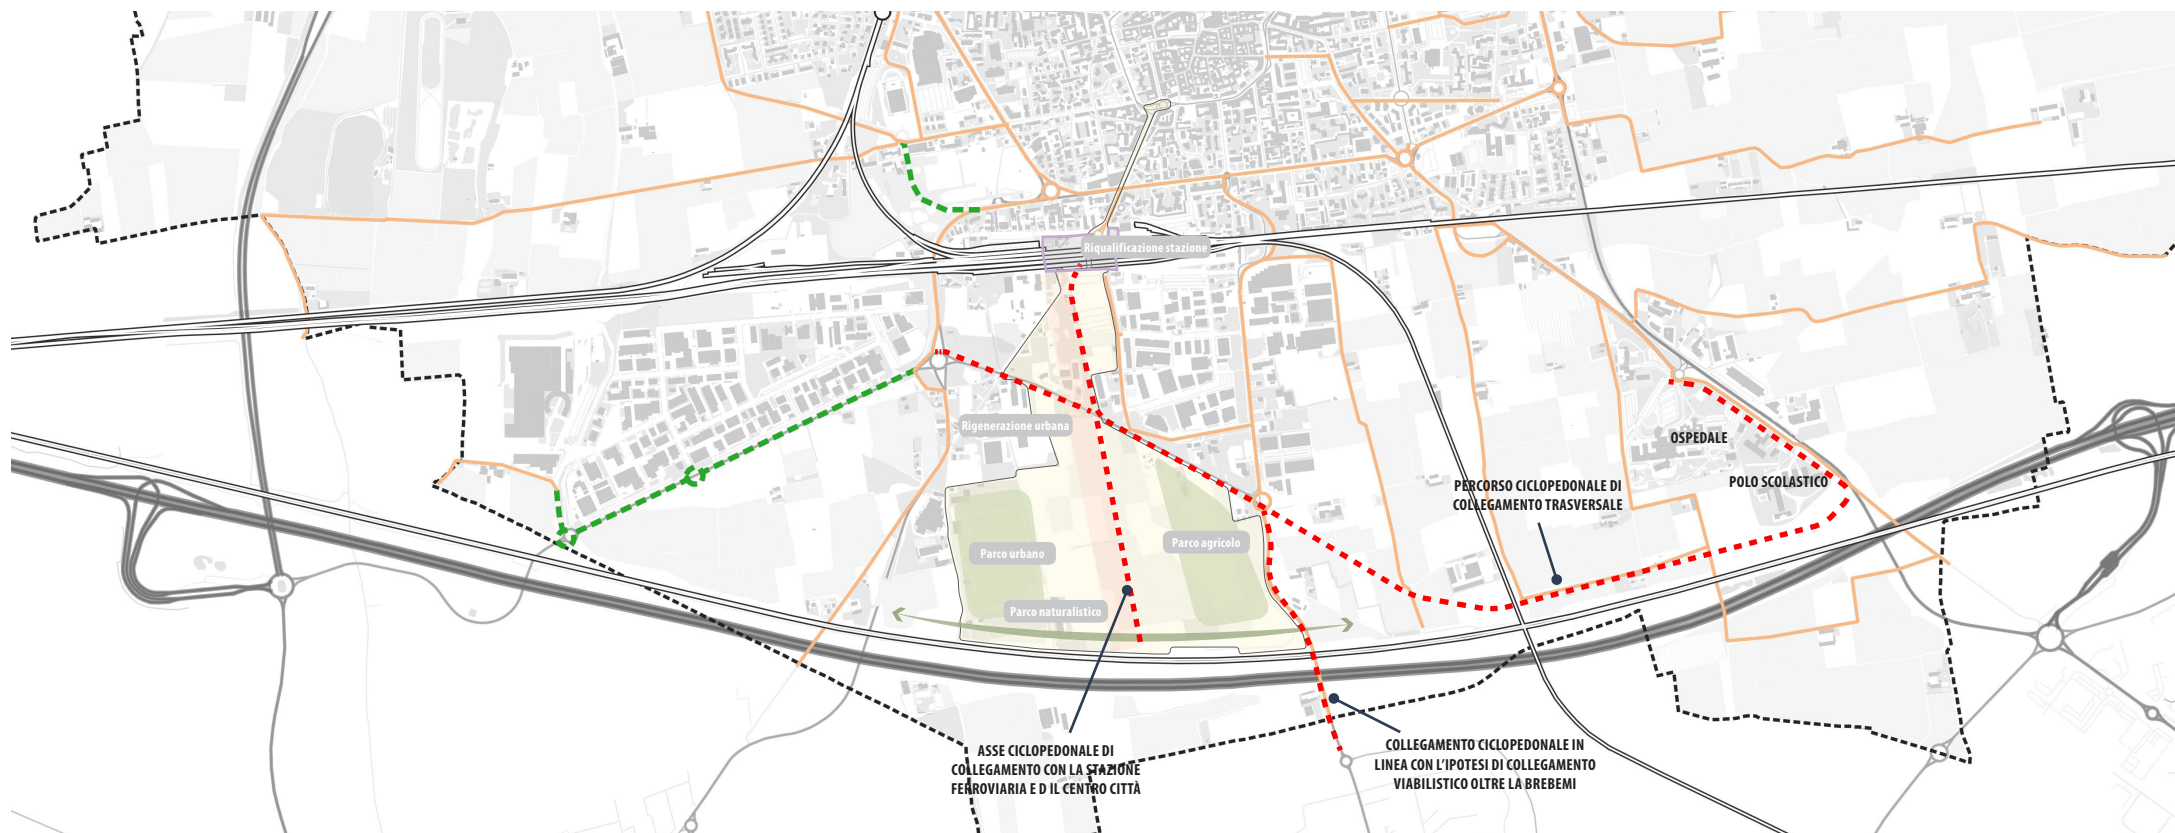 Riqualificazione stazione
Rigenerazione urbana
OSPEDALE
POLO SCOLASTICO
PERCORSO CICLOPEDONALE DI
COLLEGAMENTO TRASVERSALE
Parco urbano
Parco agricolo
Parco naturalistico
ASSE CICLOPEDONALE DI
COLLEGAMENTO CON LA STAZIONE
FERROVIARIA E D IL CENTRO CITTÀ
COLLEGAMENTO CICLOPEDONALE IN
LINEA CON L'IPOTESI DI COLLEGAMENTO
VIABILISTICO OLTRE LA BREBEMI